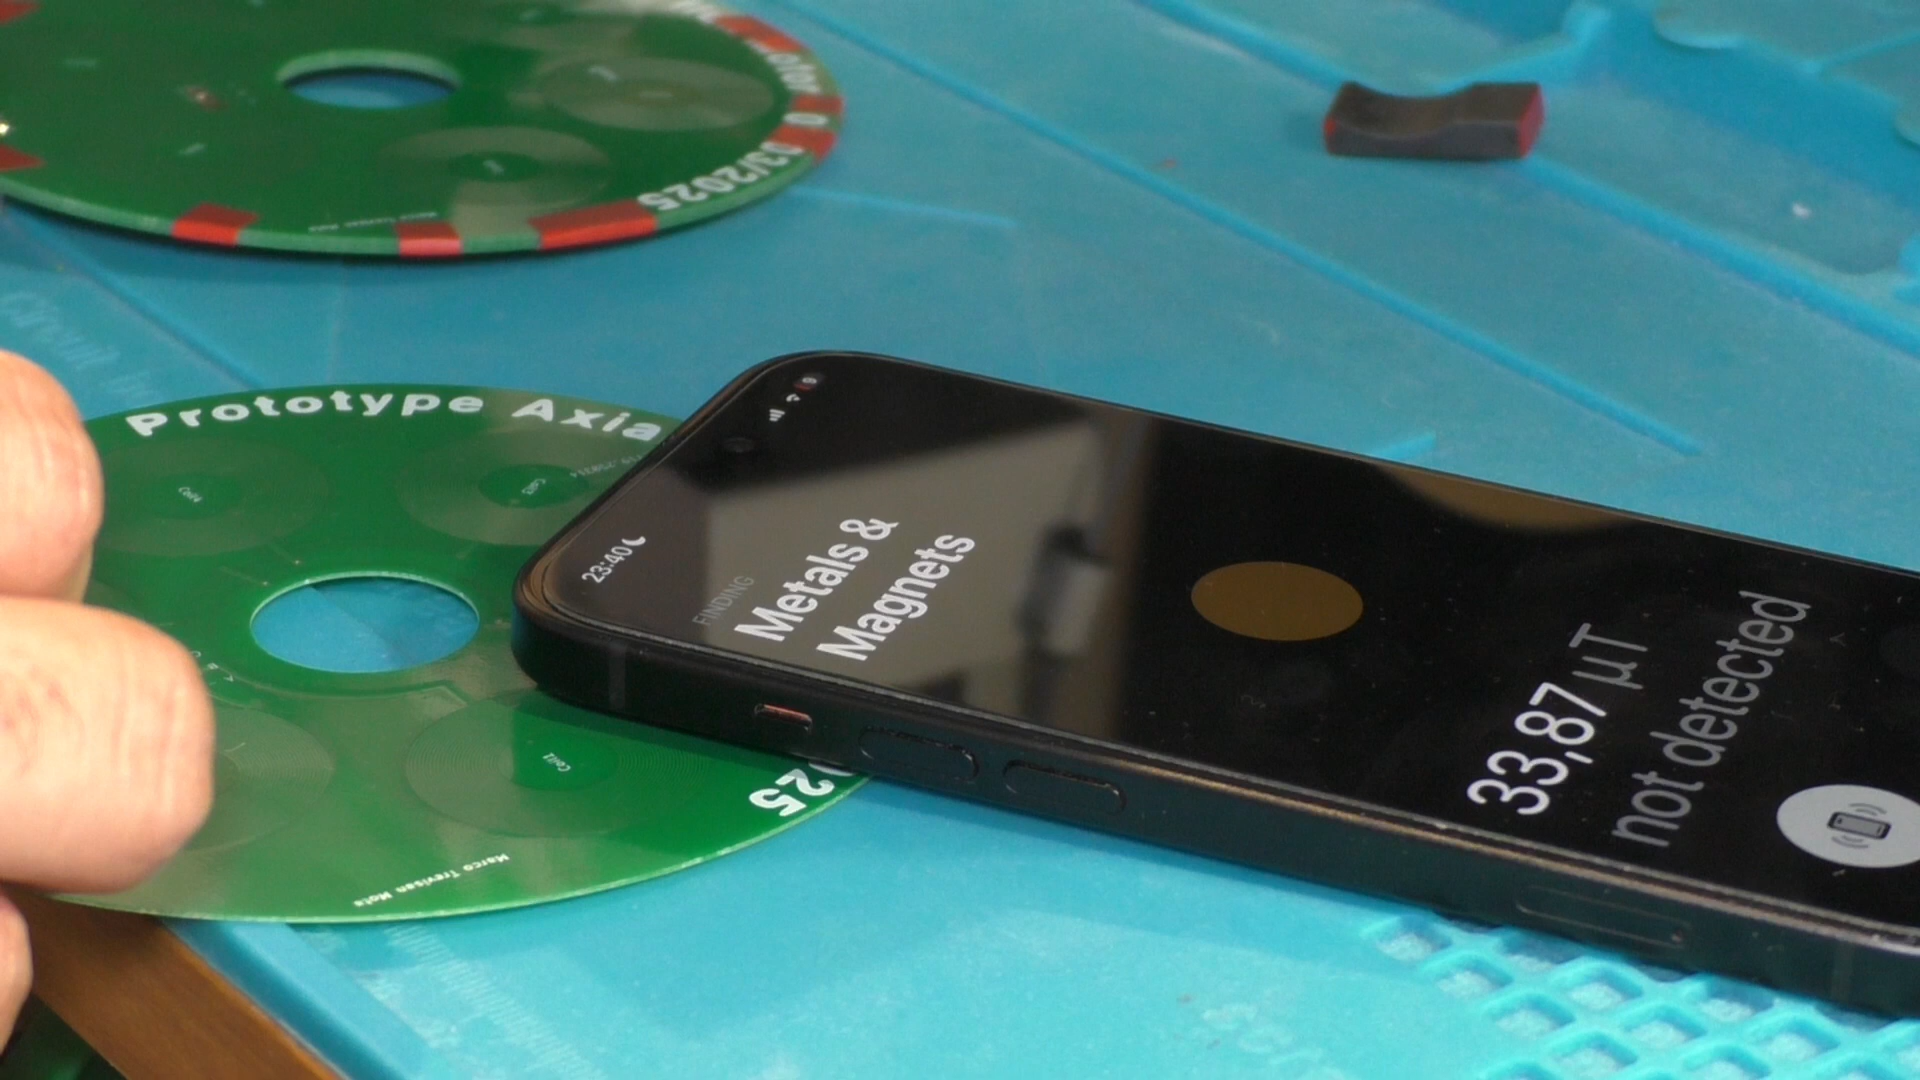 03/2025
Prototype Axia
Coil4
Coil3
23:40
FINDING
Metals &
Magnets
33,87 µT
not detected
Coil1
025
Marco Trevisan Mota